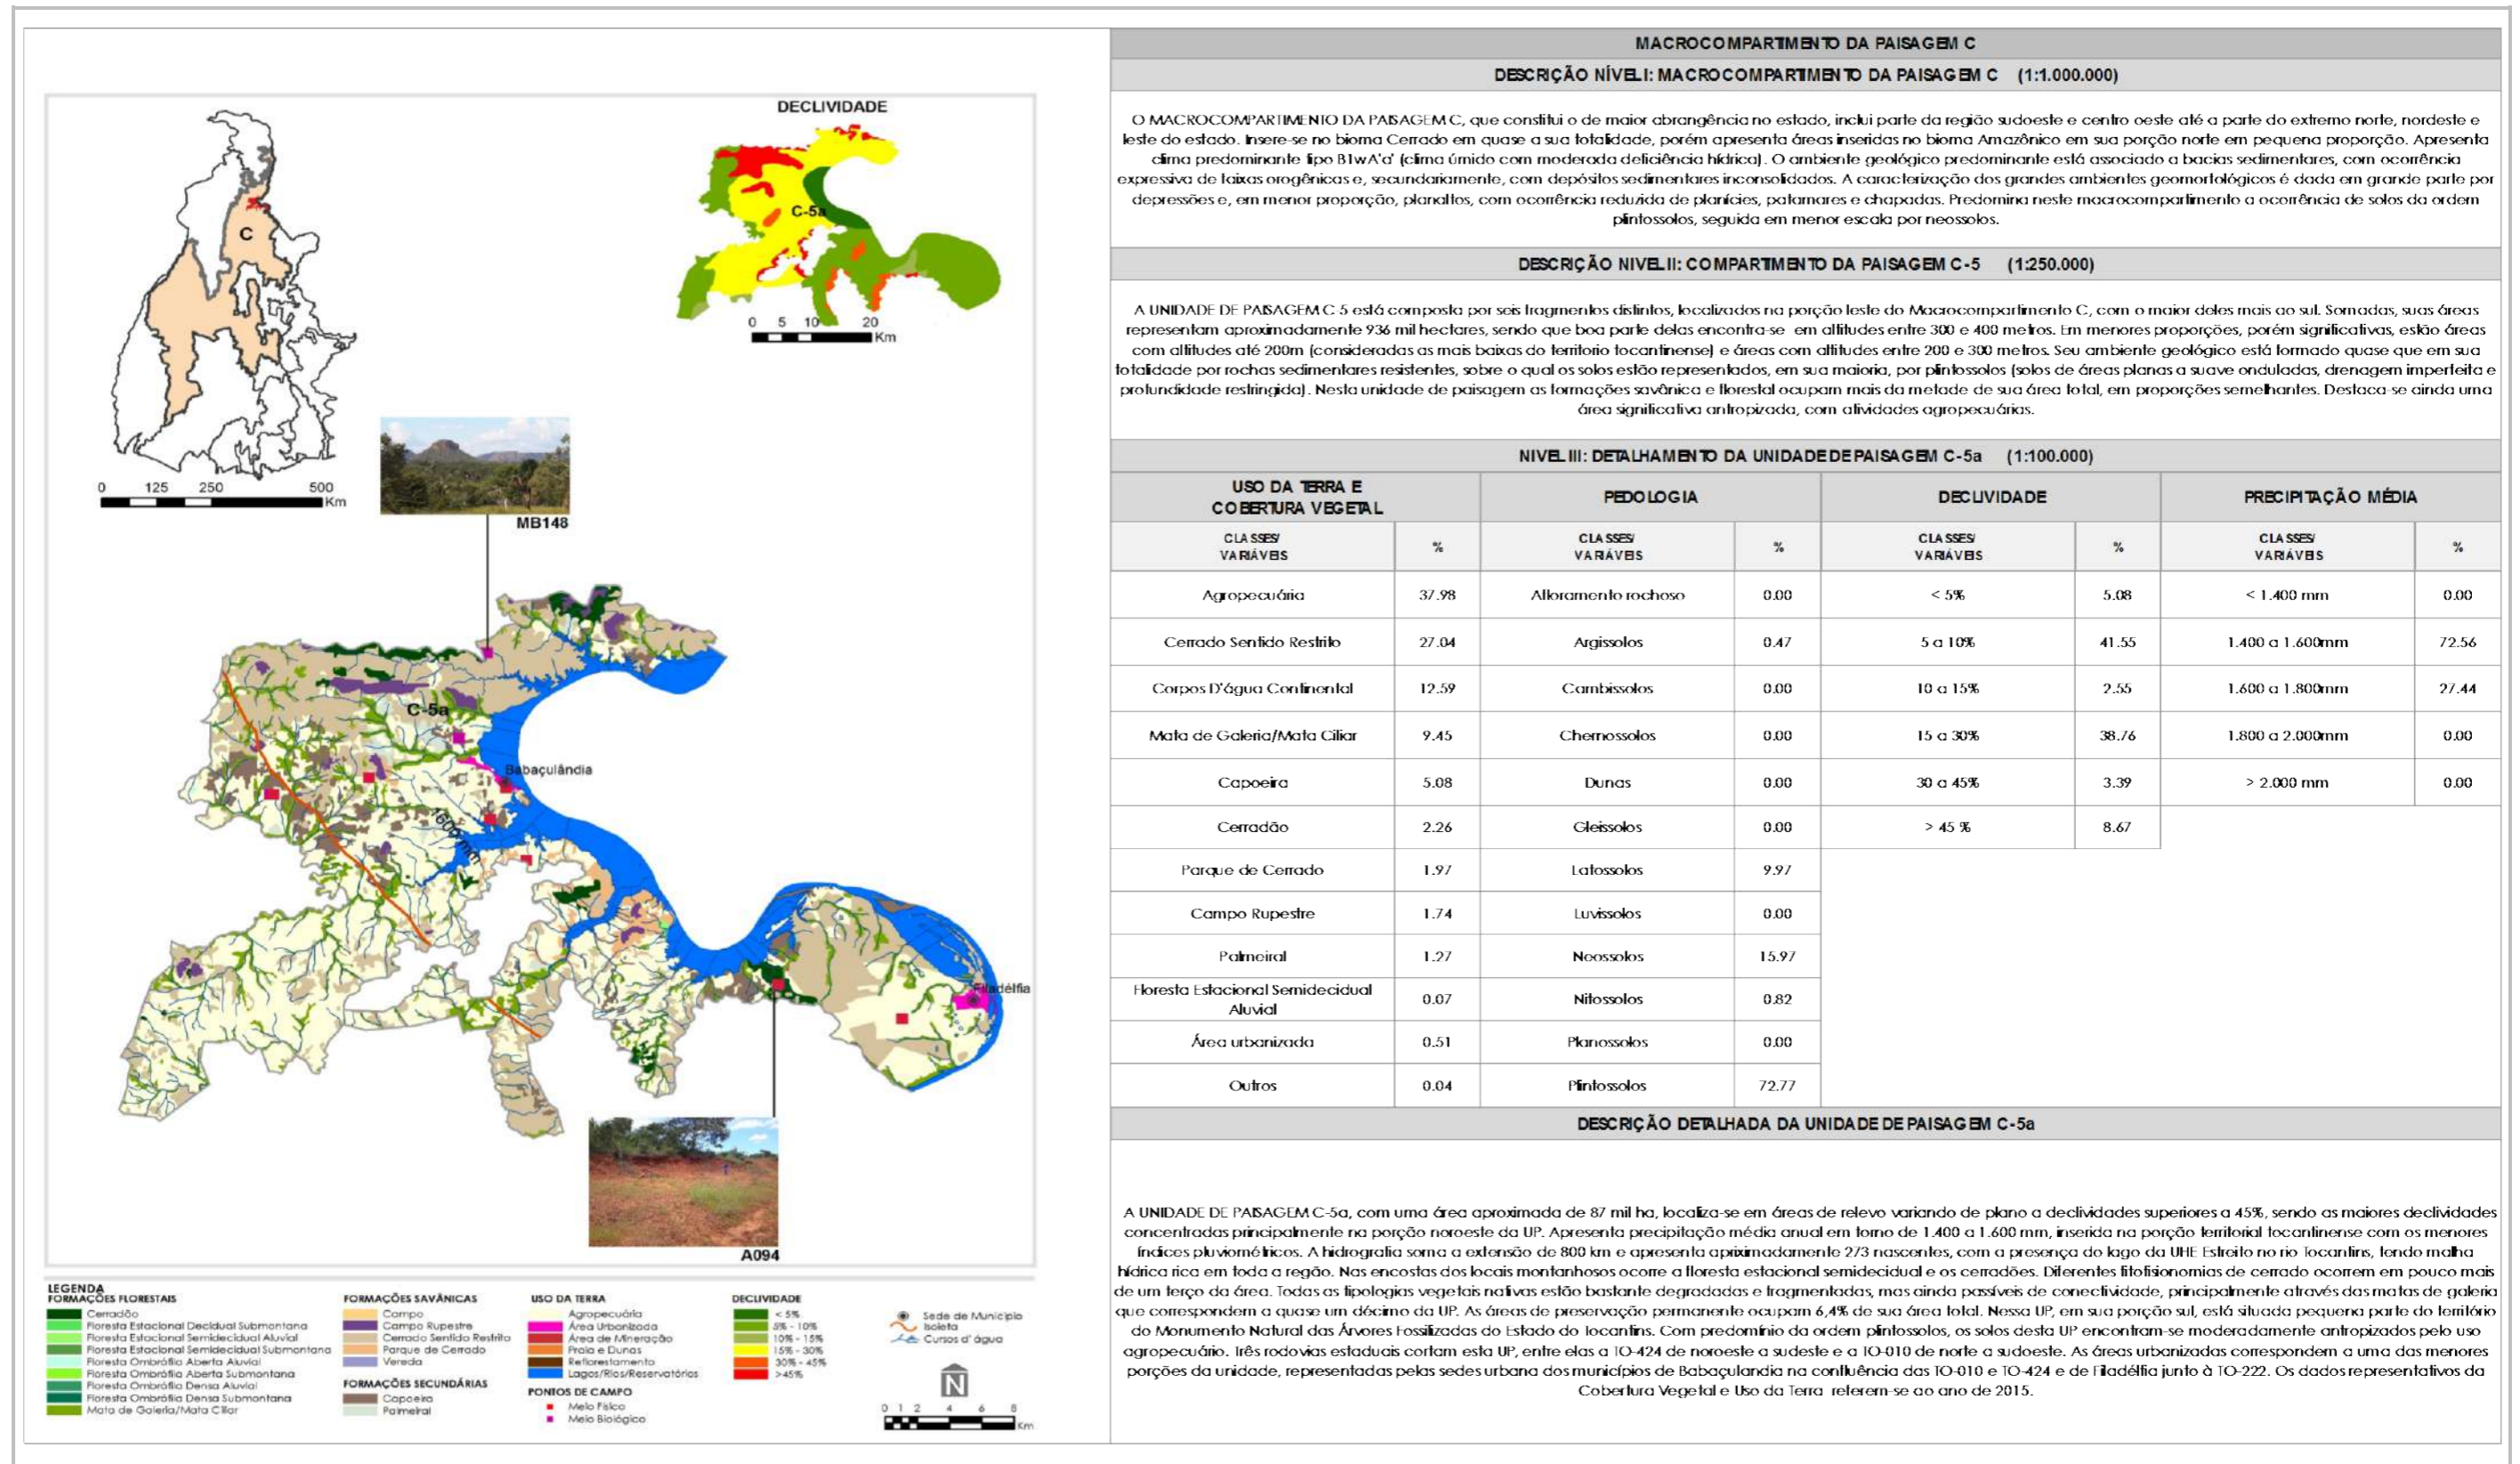 DECLIVIDADE
C-5a
0 5 10 20
Km
C
0 125 250 500
Km
MB148
C-5a
Babaçulândia
1600 mm
Filadélfia
A094
LEGENDA
FORMAÇÕES FLORESTAIS
Cerradão
Floresta Estacional Decidual Submontana
Floresta Estacional Semidecidual Aluvial
Floresta Estacional Semidecidual Submontana
Floresta Ombrófila Aberta Aluvial
Floresta Ombrófila Aberta Submontana
Floresta Ombrófila Densa Aluvial
Floresta Ombrófila Densa Submontana
Mata de Galeria/Mata Ciliar
FORMAÇÕES SAVÂNICAS
Campo
Campo Rupestre
Cerrado Sentido Restrito
Parque de Cerrado
Vereda
FORMAÇÕES SECUNDÁRIAS
Capoeira
Palmeiral
USO DA TERRA
Agropecuária
Área Urbanizada
Área de Mineração
Praia e Dunas
Reflorestamento
Lagos/Rios/Reservatórios
PONTOS DE CAMPO
Meio Físico
Meio Biológico
DECLIVIDADE
< 5%
5% - 10%
10% - 15%
15% - 30%
30% - 45%
>45%
Sede de Município
Isoieta
Cursos d' água
N
0 1 2 4 6 8
Km
MACROCOMPARTIMENTO DA PAISAGEM C
DESCRIÇÃO NÍVEL I: MACROCOMPARTIMENTO DA PAISAGEM C (1:1.000.000)
O MACROCOMPARTIMENTO DA PAISAGEM C, que constitui o de maior abrangência no estado, inclui parte da região sudoeste e centro oeste até a parte do extremo norte, nordeste e
leste do estado. Insere-se no bioma Cerrado em quase a sua totalidade, porém apresenta áreas inseridas no bioma Amazônico em sua porção norte em pequena proporção. Apresenta
clima predominante tipo B1wA'a' (clima úmido com moderada deficiência hídrica). O ambiente geológico predominante está associado a bacias sedimentares, com ocorrência
expressiva de faixas orogênicas e, secundariamente, com depósitos sedimentares inconsolidados. A caracterização dos grandes ambientes geomorfológicos é dada em grande parte por
depressões e, em menor proporção, planaltos, com ocorrência reduzida de planícies, patamares e chapadas. Predomina neste macrocompartimento a ocorrência de solos da ordem
plintossolos, seguida em menor escala por neossolos.
DESCRIÇÃO NIVEL II: COMPARTIMENTO DA PAISAGEM C-5 (1:250.000)
A UNIDADE DE PAISAGEM C 5 está composta por seis fragmentos distintos, localizados na porção leste do Macrocompartimento C, com o maior deles mais ao sul. Somadas, suas áreas
representam aproximadamente 936 mil hectares, sendo que boa parte delas encontra-se em altitudes entre 300 e 400 metros. Em menores proporções, porém significativas, estão áreas
com altitudes até 200m (consideradas as mais baixas do territorio tocantinense) e áreas com altitudes entre 200 e 300 metros. Seu ambiente geológico está formado quase que em sua
totalidade por rochas sedimentares resistentes, sobre o qual os solos estão representados, em sua maioria, por plintossolos (solos de áreas planas a suave onduladas, drenagem imperfeita e
profundidade restringida). Nesta unidade de paisagem as formações savânica e florestal ocupam mais da metade de sua área total, em proporções semelhantes. Destaca-se ainda uma
área significativa antropizada, com atividades agropecuárias.
NIVEL III: DETALHAMENTO DA UNIDADE DE PAISAGEM C-5a (1:100.000)
USO DA TERRA E COBERTURA VEGETAL PEDOLOGIA DECLIVIDADE PRECIPITAÇÃO MÉDIA
CLASSES/ VARIÁVEIS % CLASSES/ VARIÁVEIS % CLASSES/ VARIÁVEIS % CLASSES/ VARIÁVEIS %
Agropecuária 37.98 Afloramento rochoso 0.00 < 5% 5.08 < 1.400 mm 0.00
Cerrado Sentido Restrito 27.04 Argissolos 0.47 5 a 10% 41.55 1.400 a 1.600mm 72.56
Corpos D'água Continental 12.59 Cambissolos 0.00 10 a 15% 2.55 1.600 a 1.800mm 27.44
Mata de Galeria/Mata Ciliar 9.45 Chernossolos 0.00 15 a 30% 38.76 1.800 a 2.000mm 0.00
Capoeira 5.08 Dunas 0.00 30 a 45% 3.39 > 2.000 mm 0.00
Cerradão 2.26 Gleissolos 0.00 > 45 % 8.67
Parque de Cerrado 1.97 Latossolos 9.97
Campo Rupestre 1.74 Luvissolos 0.00
Palmeiral 1.27 Neossolos 15.97
Floresta Estacional Semidecidual Aluvial 0.07 Nitossolos 0.82
Área urbanizada 0.51 Planossolos 0.00
Outros 0.04 Plintossolos 72.77
DESCRIÇÃO DETALHADA DA UNIDADE DE PAISAGEM C-5a
A UNIDADE DE PAISAGEM C-5a, com uma área aproximada de 87 mil ha, localiza-se em áreas de relevo variando de plano a declividades superiores a 45%, sendo as maiores declividades
concentradas principalmente na porção noroeste da UP. Apresenta precipitação média anual em torno de 1.400 a 1.600 mm, inserida na porção territorial tocantinense com os menores
índices pluviométricos. A hidrografia soma a extensão de 800 km e apresenta apriximadamente 273 nascentes, com a presença do lago da UHE Estreito no rio Tocantins, tendo malha
hídrica rica em toda a região. Nas encostas dos locais montanhosos ocorre a floresta estacional semidecidual e os cerradões. Diferentes fitofisionomias de cerrado ocorrem em pouco mais
de um terço da área. Todas as tipologias vegetais nativas estão bastante degradadas e fragmentadas, mas ainda passíveis de conectividade, principalmente através das matas de galeria
que correspondem a quase um décimo da UP. As áreas de preservação permanente ocupam 6,4% de sua área total. Nessa UP, em sua porção sul, está situada pequena parte do território
do Monumento Natural das Árvores Fossilizadas do Estado do Tocantins. Com predomínio da ordem plintossolos, os solos desta UP encontram-se moderadamente antropizados pelo uso
agropecuário. Três rodovias estaduais cortam esta UP, entre elas a TO-424 de noroeste a sudeste e a TO-010 de norte a sudoeste. As áreas urbanizadas correspondem a uma das menores
porções da unidade, representadas pelas sedes urbana dos municípios de Babaçulandia na confluência das TO-010 e TO-424 e de Filadélfia junto à TO-222. Os dados representativos da
Cobertura Vegetal e Uso da Terra referem-se ao ano de 2015.